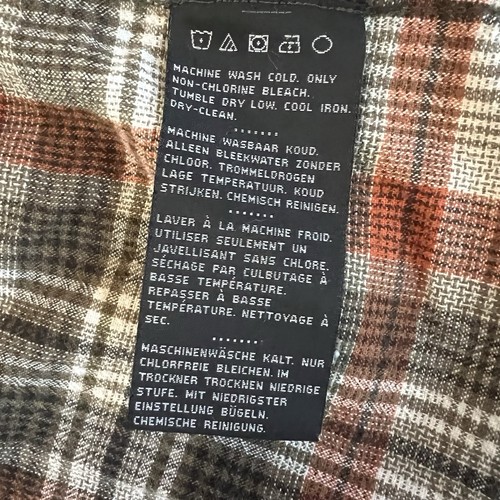 MACHINE WASH COLD. ONLY
NON-CHLORINE BLEACH.
TUMBLE DRY LOW. COOL IRON.
DRY-CLEAN.
MACHINE WASBAAR KOUD.
ALLEEN BLEEKWATER ZONDER
CHLOOR. TROMMELDROGEN
LAGE TEMPERATUUR. KOUD
STRIJKEN. CHEMISCH REINIGEN.
LAVER À LA MACHINE FROID.
UTILISER SEULEMENT UN
JAVELLISANT SANS CHLORE.
SÉCHAGE PAR CULBUTAGE À
BASSE TEMPÉRATURE.
REPASSER À BASSE
TEMPÉRATURE. NETTOYAGE À
SEC.
MASCHINENWÄSCHE KALT. NUR
CHLORFREIE BLEICHEN. IM
TROCKNER TROCKNEN NIEDRIGE
STUFE. MIT NIEDRIGSTER
EINSTELLUNG BÜGELN.
CHEMISCHE REINIGUNG.